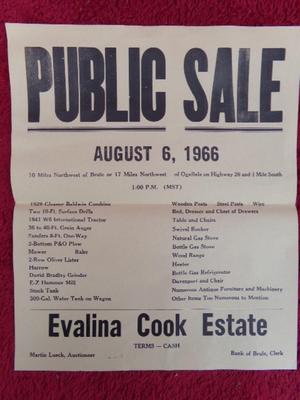 PUBLIC SALE
AUGUST 6, 1966
10 Miles Northwest of Brule or 17 Miles Northwest of Ogallala on Highway 26 and 1 Mile South
1:00 P.M. (MST)
1929 Gleaner Baldwin Combine
Two 10-Ft. Surface Drills
1941 W6 International Tractor
36 to 40-Ft. Grain Auger
Sanders 8-Ft. One-Way
2-Bottom P&O Plow
Mower Rake
2-Row Oliver Lister
Harrow
David Bradley Grinder
E-Z Hammer Mill
Stock Tank
300-Gal. Water Tank on Wagon
Wooden Posts Steel Posts Wire
Bed, Dresser and Chest of Drawers
Table and Chairs
Swivel Rocker
Natural Gas Stove
Bottle Gas Stove
Wood Range
Heater
Bottle Gas Refrigerator
Davenport and Chair
Numerous Antique Furniture and Machinery
Other Items Too Numerous to Mention
Evalina Cook Estate
TERMS — CASH
Martin Lueck, Auctioneer
Bank of Brule, Clerk